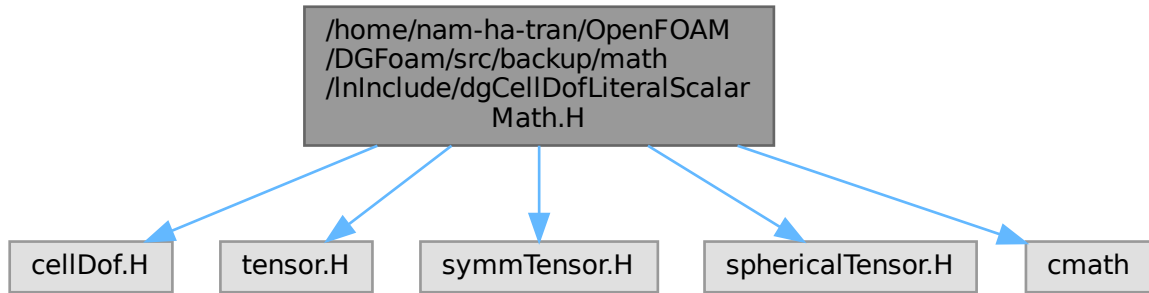 /home/nam-ha-tran/OpenFOAM
/DGFoam/src/backup/math
/lnInclude/dgCellDofLiteralScalar
Math.H
cellDof.H
tensor.H
symmTensor.H
sphericalTensor.H
cmath